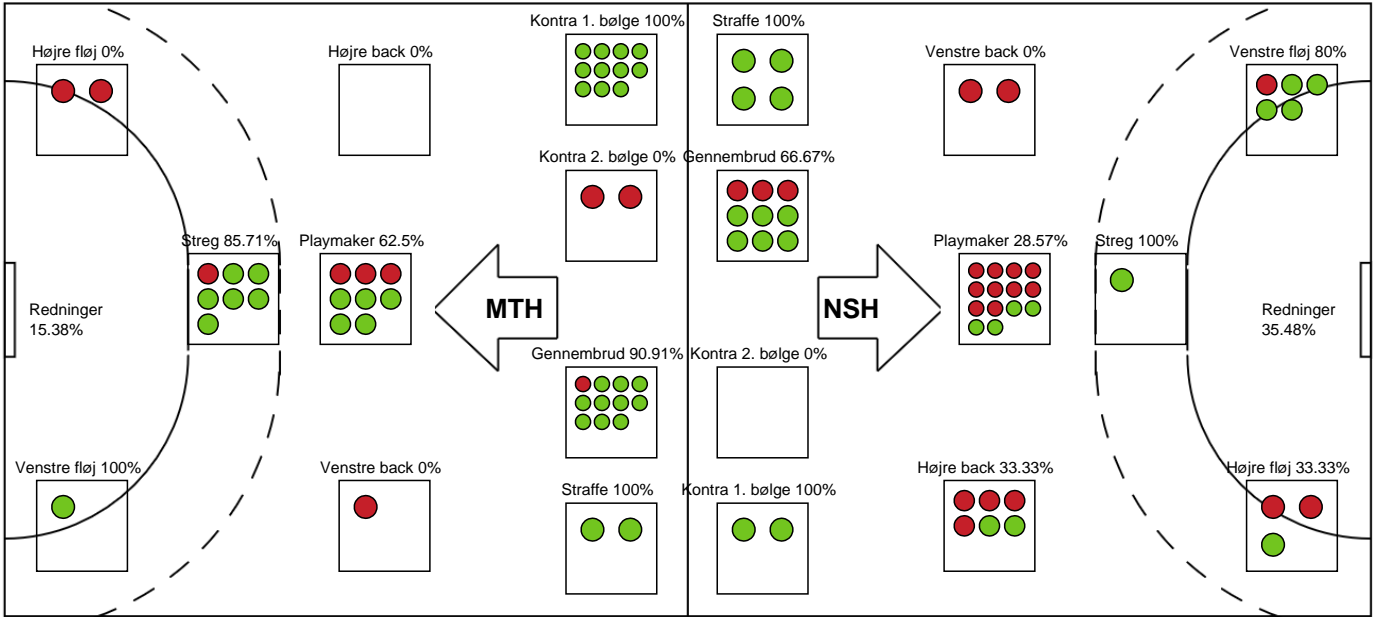 Kontra 1. bølge 100%
Straffe 100%
Højre fløj 0%
Højre back 0%
Venstre back 0%
Venstre fløj 80%
Kontra 2. bølge 0%
Gennembrud 66.67%
Streg 85.71%
Playmaker 62.5%
Playmaker 28.57%
Streg 100%
Redninger
15.38%
MTH
NSH
Redninger
35.48%
Gennembrud 90.91%
Kontra 2. bølge 0%
Venstre fløj 100%
Venstre back 0%
Straffe 100%
Kontra 1. bølge 100%
Højre back 33.33%
Højre fløj 33.33%